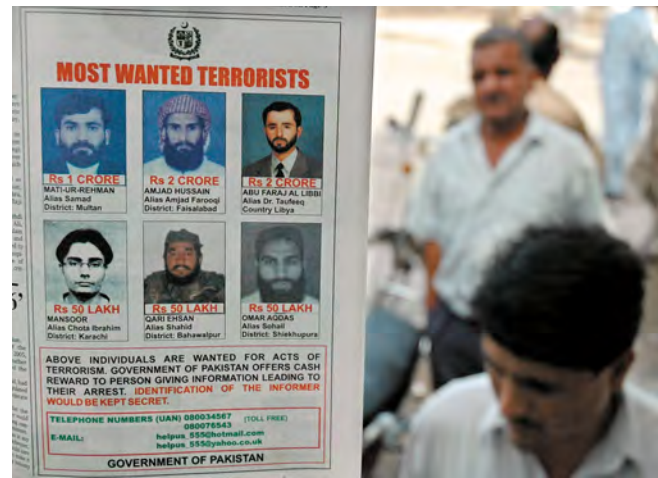 MOST WANTED TERRORISTS
Rs 1 CRORE
MATI-UR-REHMAN
Alias Samad
District: Multan
Rs 2 CRORE
AMJAD HUSSAIN
Alias Amjad Farooqi
District: Faisalabad
Rs 2 CRORE
ABU FARAJ AL LIBBI
Alias Dr. Taufeeq
Country Libya
Rs 50 LAKH
MANSOOR
Alias Chota Ibrahim
District: Karachi
Rs 50 LAKH
QARI EHSAN
Alias Shahid
District: Bahawalpur
Rs 50 LAKH
OMAR AQDAS
Alias Sohail
District: Shiekhupura
ABOVE INDIVIDUALS ARE WANTED FOR ACTS OF
TERRORISM. GOVERNMENT OF PAKISTAN OFFERS CASH
REWARD TO PERSON GIVING INFORMATION LEADING TO
THEIR ARREST. IDENTIFICATION OF THE INFORMER
WOULD BE KEPT SECRET.
TELEPHONE NUMBERS (UAN) 080034567 (TOLL FREE)
080076543
E-MAIL: helpus_555@hotmail.com
helpus_555@yahoo.co.uk
GOVERNMENT OF PAKISTAN